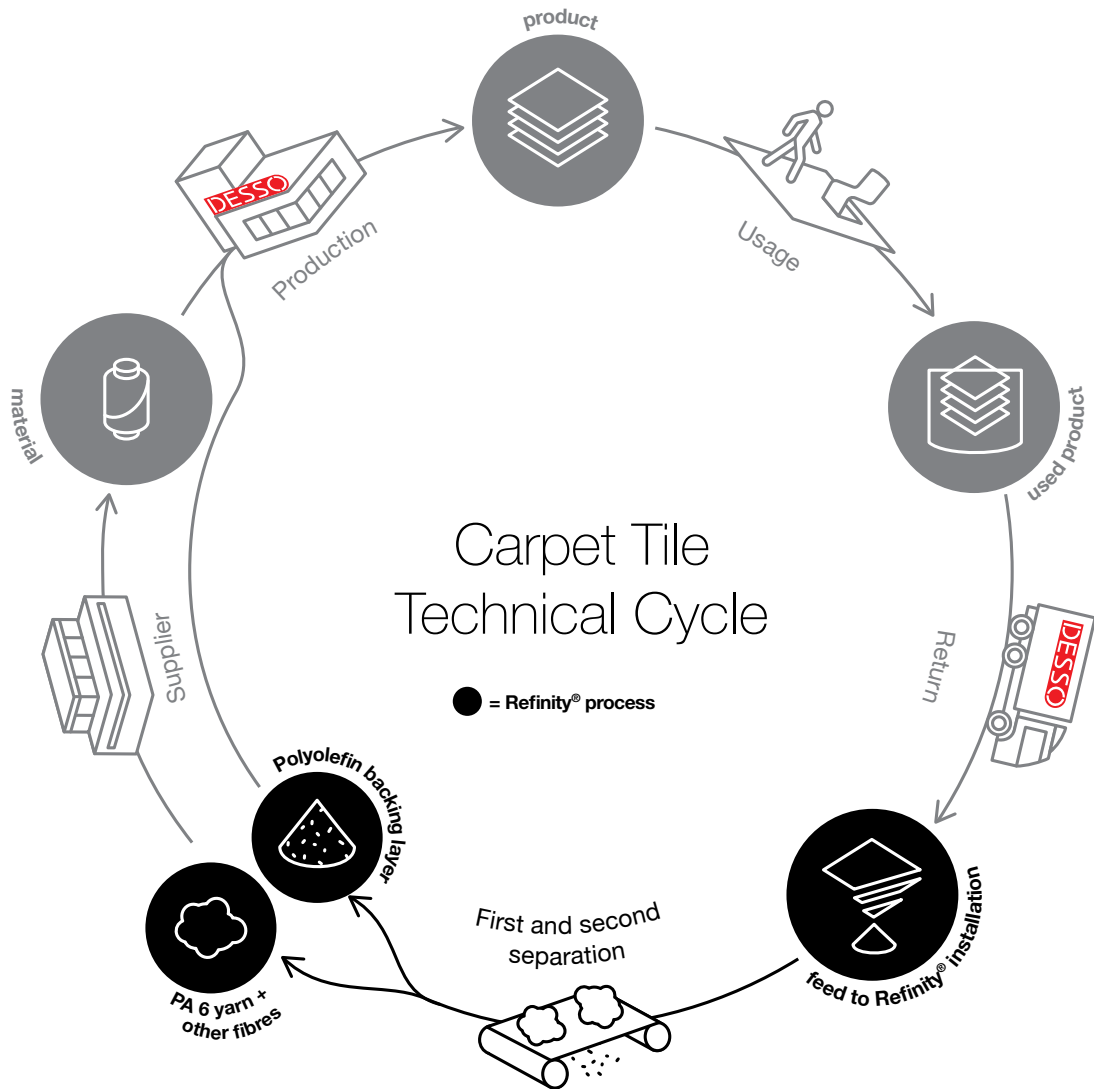 product
DESSO
Production
Usage
material
used product
Carpet Tile
Technical Cycle
= Refinity® process
Supplier
Return
DESSO
Polyolefin backing layer
First and second
separation
feed to Refinity® installation
PA 6 yarn +
other fibres